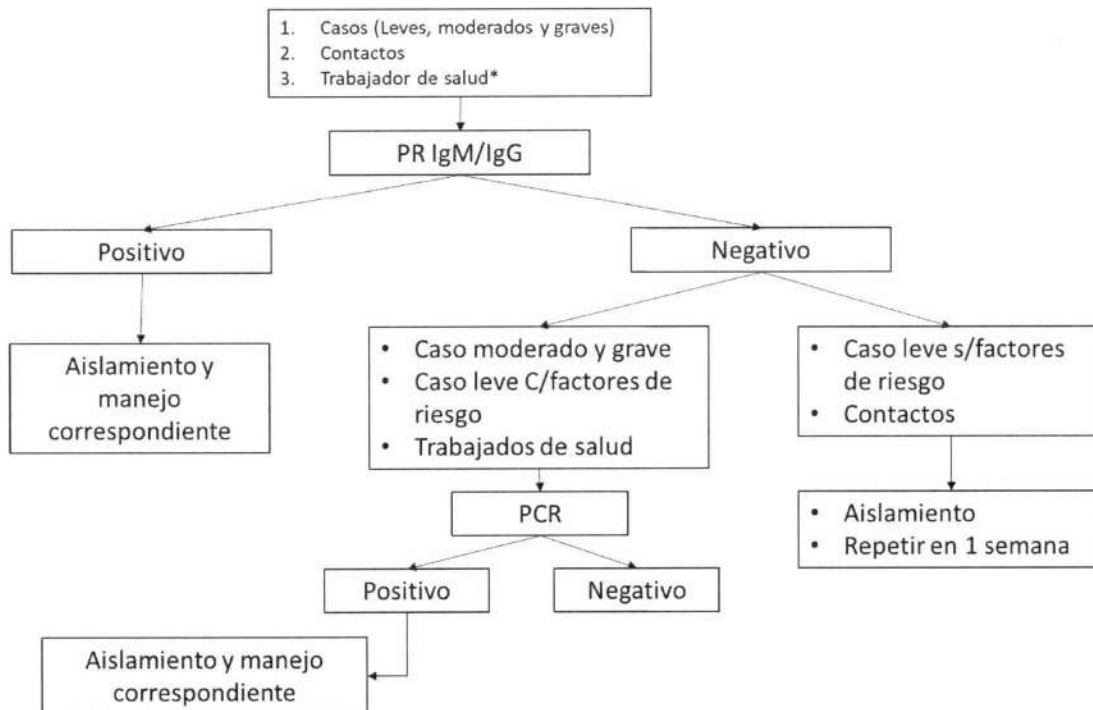 1. Casos (Leves, moderados y graves)
2. Contactos
3. Trabajador de salud*
PR IgM/IgG
Positivo
Negativo
Aislamiento y
manejo
correspondiente
• Caso moderado y grave
• Caso leve C/factores de
riesgo
• Trabajados de salud
• Caso leve s/factores
de riesgo
• Contactos
PCR
• Aislamiento
• Repetir en 1 semana
Positivo
Negativo
Aislamiento y manejo
correspondiente